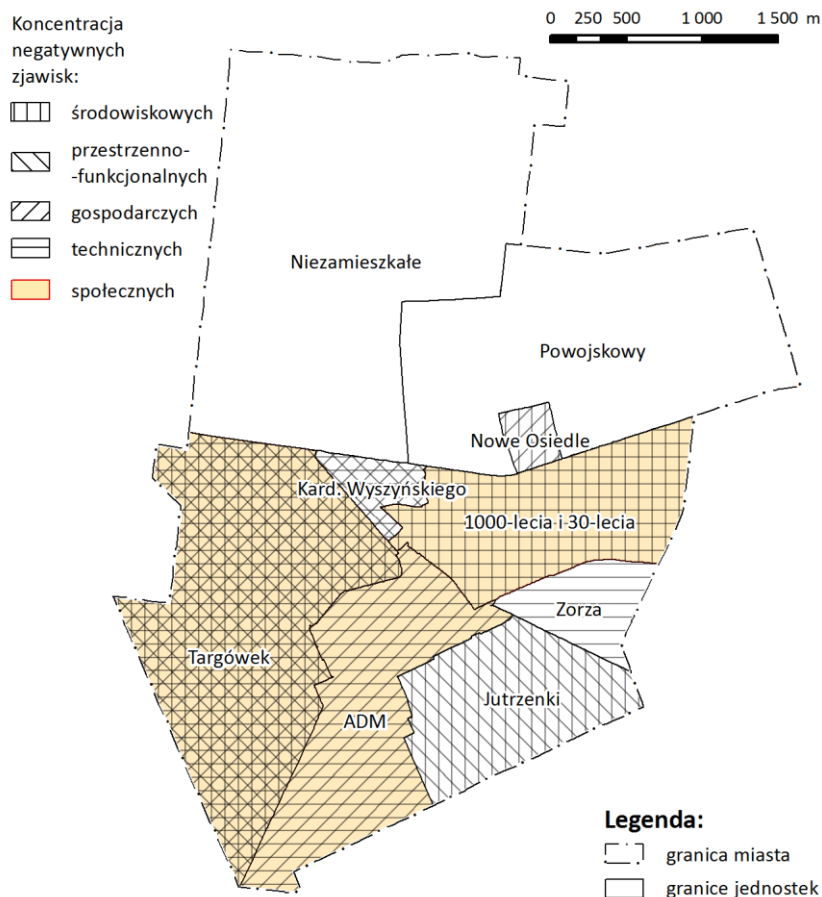 Koncentracja
negatywnych
zjawisk:
środowiskowych
przestrzenno-
-funkcjonalnych
gospodarczych
technicznych
społecznych
0 250 500 1 000 1 500 m
Niezamieszkałe
Powojskowy
Nowe Osiedle
Kard. Wyszyńskiego
1000-lecia i 30-lecia
Zorza
Targówek
Jutrzenki
ADM
Legenda:
granica miasta
granice jednostek